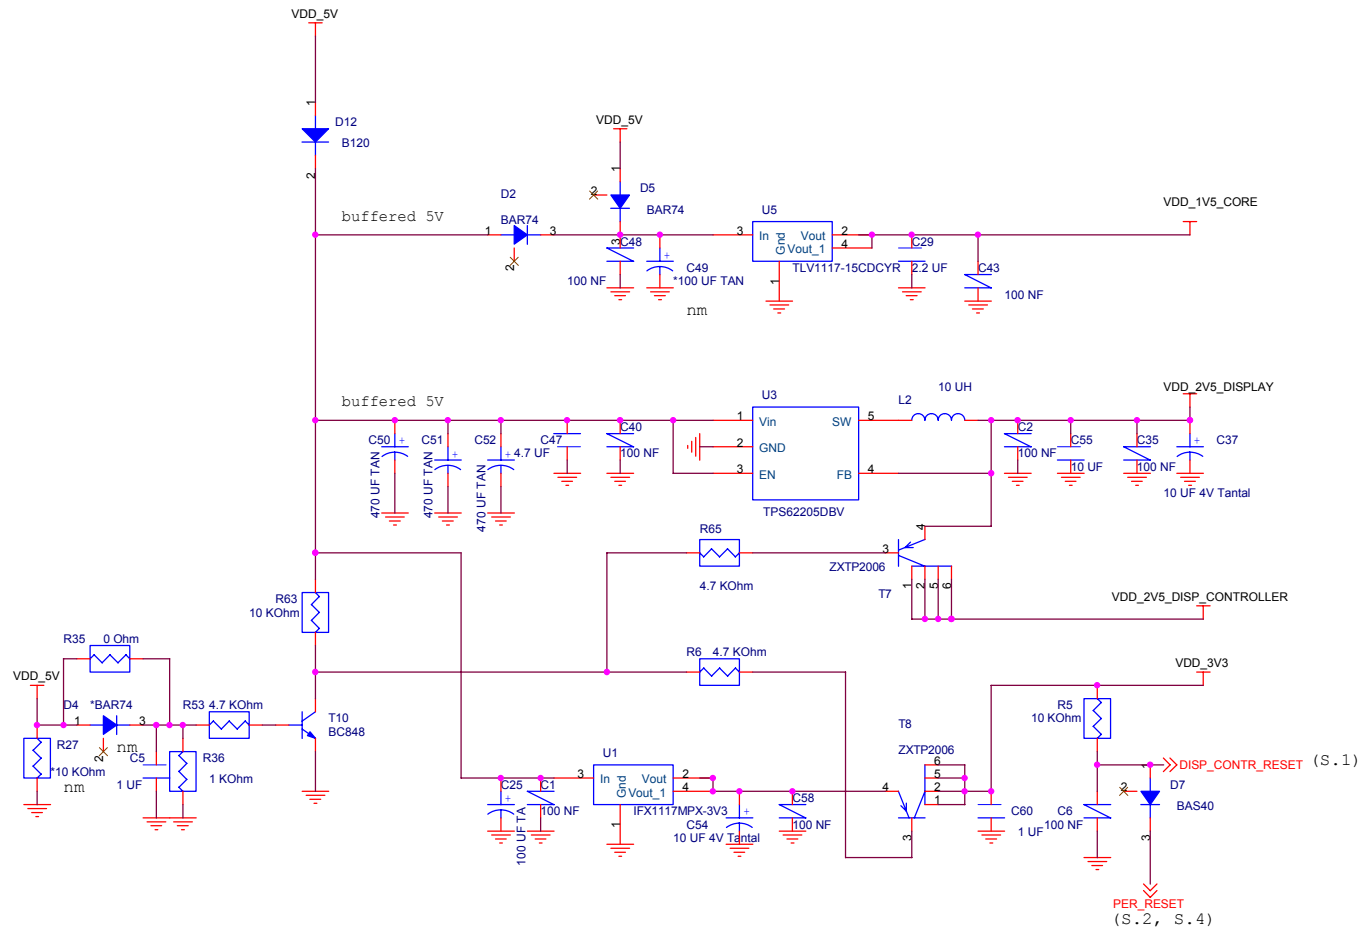 VDD_5V
1
D12
B120
2
VDD_5V
1
2
D5
BAR74
3
D2
BAR74
1
3
2
buffered 5V
C48
100 NF
C49
*100 UF TAN
nm
U5
3
In
Gnd
Vout
Vout_1
2
4
1
TLV1117-15CDCYR
C29
2.2 UF
C43
100 NF
VDD_1V5_CORE
buffered 5V
C50
470 UF TAN
C51
470 UF TAN
C52
470 UF TAN
C47
4.7 UF
C40
100 NF
U3
1
Vin
SW
5
2
GND
3
EN
FB
4
TPS62205DBV
L2
10 UH
VDD_2V5_DISPLAY
C2
100 NF
C55
10 UF
C35
100 NF
C37
10 UF 4V Tantal
R65
4.7 KOhm
3
4
ZXTP2006
T7
1
2
5
6
VDD_2V5_DISP_CONTROLLER
R63
10 KOhm
R35
0 Ohm
VDD_5V
D4
*BAR74
1
3
2
nm
R27
*10 KOhm
nm
C5
1 UF
R36
1 KOhm
R53
4.7 KOhm
T10
BC848
R6
4.7 KOhm
C25
100 UF TA
C1
100 NF
U1
3
In
Gnd
Vout
Vout_1
2
4
1
IFX1117MPX-3V3
C54
10 UF 4V Tantal
C58
100 NF
T8
ZXTP2006
4
3
6
5
2
1
C60
1 UF
VDD_3V3
R5
10 KOhm
C6
100 NF
DISP_CONTR_RESET
(S.1)
1
2
D7
BAS40
3
PER_RESET
(S.2, S.4)